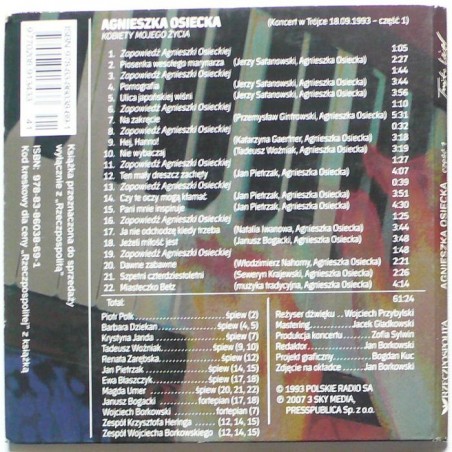 AGNIESZKA OSIECKA
KOBIETY MOJEGO ŻYCIA
(Koncert w Trójce 18.09.1993 – część 1)
1. Zapowiedź Agnieszki Osieckiej 1:05
2. Piosenka wesołego marynarza (Jerzy Satanowski, Agnieszka Osiecka) 2:27
3. Zapowiedź Agnieszki Osieckiej 1:44
4. Pornografia (Jerzy Satanowski, Agnieszka Osiecka) 2:22
5. Ulica japońskiej wiśni (Jerzy Satanowski, Agnieszka Osiecka) 3:56
6. Zapowiedź Agnieszki Osieckiej 1:10
7. Na zakręcie (Przemysław Gintrowski, Agnieszka Osiecka) 5:31
8. Zapowiedź Agnieszki Osieckiej 0:32
9. Hej, Hanno! (Katarzyna Gaertner, Agnieszka Osiecka) 3:18
10. Nie wybaczaj (Tadeusz Woźniak, Agnieszka Osiecka) 3:19
11. Zapowiedź Agnieszki Osieckiej 1:27
12. Ten mały dreszcz zachęty (Jan Pietrzak, Agnieszka Osiecka) 4:07
13. Zapowiedź Agnieszki Osieckiej 0:39
14. Czy te oczy mogą kłamać (Jan Pietrzak, Agnieszka Osiecka) 3:51
15. Pani mnie inspiruje (Jan Pietrzak, Agnieszka Osiecka) 4:30
16. Zapowiedź Agnieszki Osieckiej 1:25
17. Ja nie odchodzę kiedy trzeba (Natalia Iwanowa, Agnieszka Osiecka) 3:44
18. Jeżeli miłość jest (Janusz Bogacki, Agnieszka Osiecka) 3:48
19. Zapowiedź Agnieszki Osieckiej 1:48
20. Dawne zabawne (Włodzimierz Nahorny, Agnieszka Osiecka) 2:21
21. Szpetni czterdziestoletni (Seweryn Krajewski, Agnieszka Osiecka) 2:26
22. Miasteczko Bełz (muzyka tradycyjna, Agnieszka Osiecka) 4:14
Total: 61:24
Piotr Polk śpiew (2)
Barbara Dziekan śpiew (4, 5)
Krystyna Janda śpiew (7)
Tadeusz Woźniak śpiew (9, 10)
Renata Zarębska śpiew (12)
Jan Pietrzak śpiew (14, 15)
Ewa Błaszczyk śpiew (17, 18)
Magda Umer śpiew (20, 21, 22)
Janusz Bogacki fortepian (17, 18)
Wojciech Borkowski fortepian (7)
Zespół Krzysztofa Heringa (12, 14, 15)
Zespół Wojciecha Borkowskiego (12, 14, 15)
Reżyser dźwięku Wojciech Przybylski
Mastering Jacek Gładkowski
Produkcja koncertu Zofia Sylwin
Redaktor Jan Borkowski
Projekt graficzny Bogdan Kuc
Zdjęcie na okładce Jan Borkowski
© 1993 POLSKIE RADIO SA
℗ 2007 3 SKY MEDIA,
PRESSPUBLICA Sp. z o.o.
Książka przeznaczona do sprzedaży
wyłącznie z „Rzeczpospolitą"
ISBN: 978-83-86038-69-1
Kod kreskowy dla ceny „Rzeczpospolitej" z książką
RZECZPOSPOLITA
AGNIESZKA OSIECKA
część 1